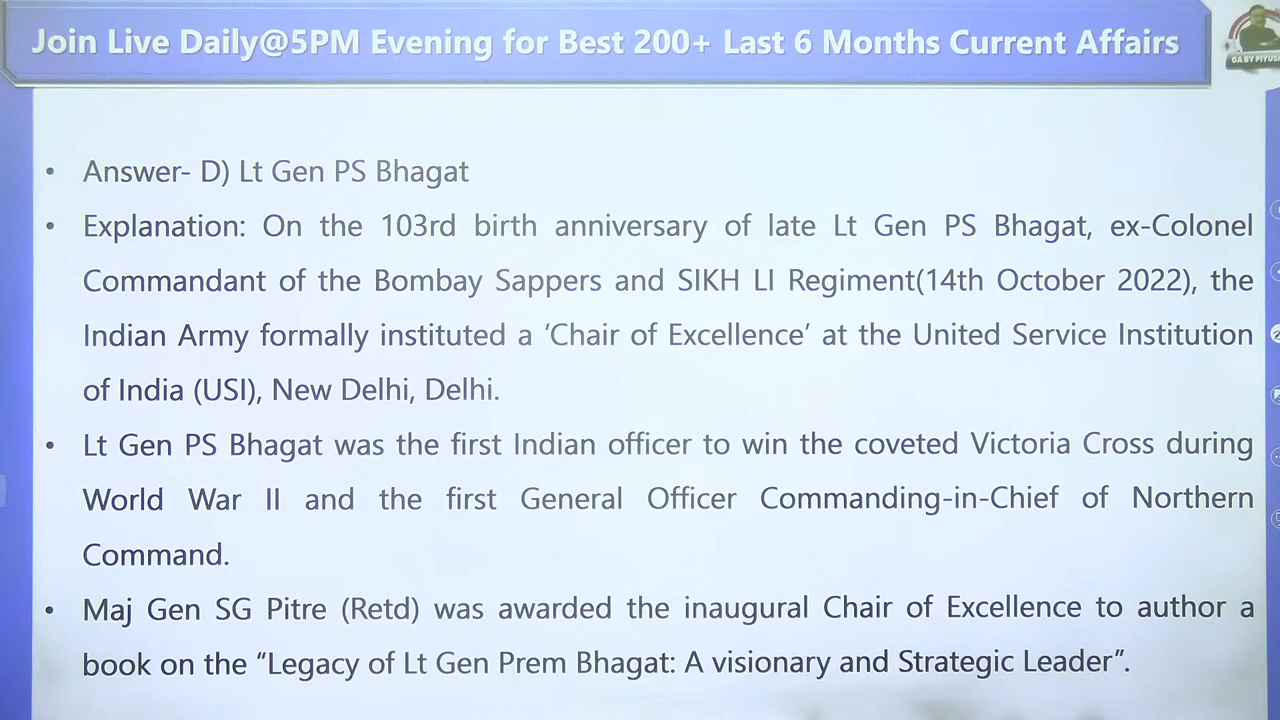 Join Live Daily@5PM Evening for Best 200+ Last 6 Months Current Affairs
• Answer- D) Lt Gen PS Bhagat
• Explanation: On the 103rd birth anniversary of late Lt Gen PS Bhagat, ex-Colonel
Commandant of the Bombay Sappers and SIKH LI Regiment(14th October 2022), the
Indian Army formally instituted a ‘Chair of Excellence’ at the United Service Institution
of India (USI), New Delhi, Delhi.
• Lt Gen PS Bhagat was the first Indian officer to win the coveted Victoria Cross during
World War II and the first General Officer Commanding-in-Chief of Northern
Command.
• Maj Gen SG Pitre (Retd) was awarded the inaugural Chair of Excellence to author a
book on the “Legacy of Lt Gen Prem Bhagat: A visionary and Strategic Leader”.
GA BY